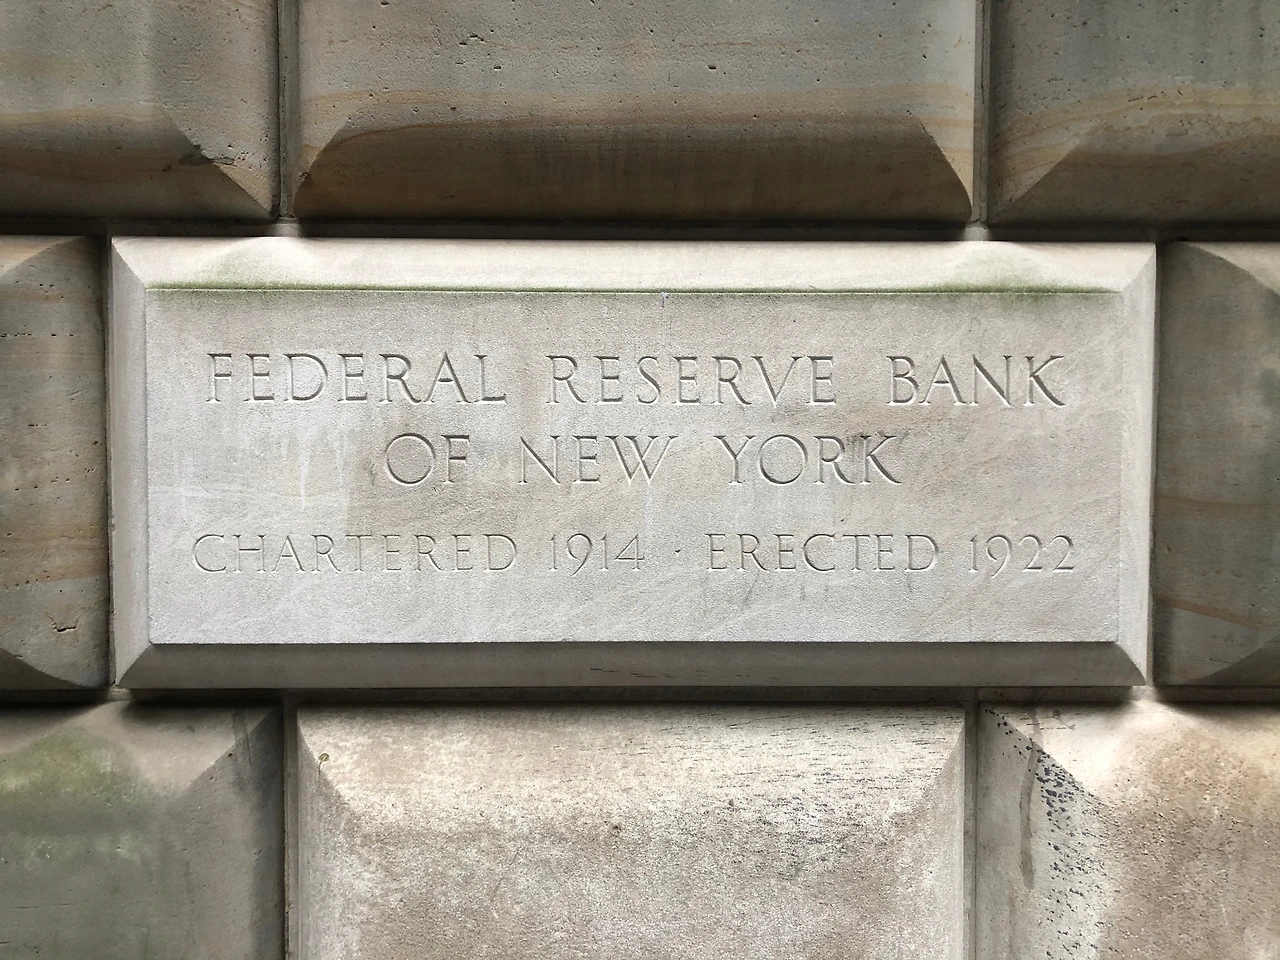 FEDERAL RESERVE BANK
OF NEW YORK
CHARTERED 1914 · ERECTED 1922